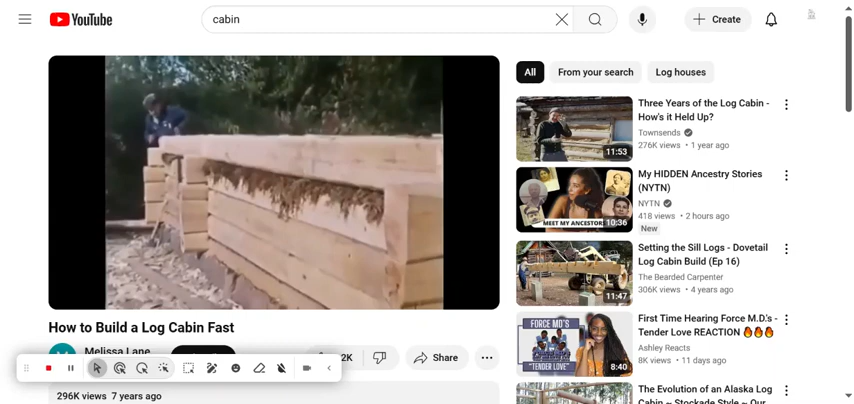 YouTube
cabin
Create
All
From your search
Log houses
Three Years of the Log Cabin -
How's it Held Up?
Townsends
276K views • 1 year ago
11:53
My HIDDEN Ancestry Stories
(NYTN)
NYTN
418 views • 2 hours ago
New
MEET MY ANCESTOR
10:36
Setting the Sill Logs - Dovetail
Log Cabin Build (Ep 16)
The Bearded Carpenter
306K views • 4 years ago
11:47
How to Build a Log Cabin Fast
Melissa Lane
2K
Share
296K views 7 years ago
First Time Hearing Force M.D.'s -
Tender Love REACTION 🔥🔥🔥
Ashley Reacts
8K views • 11 days ago
FORCE MD'S
"TENDER LOVE"
8:40
The Evolution of an Alaska Log
Cabin ~ Stockade Style ~ Our